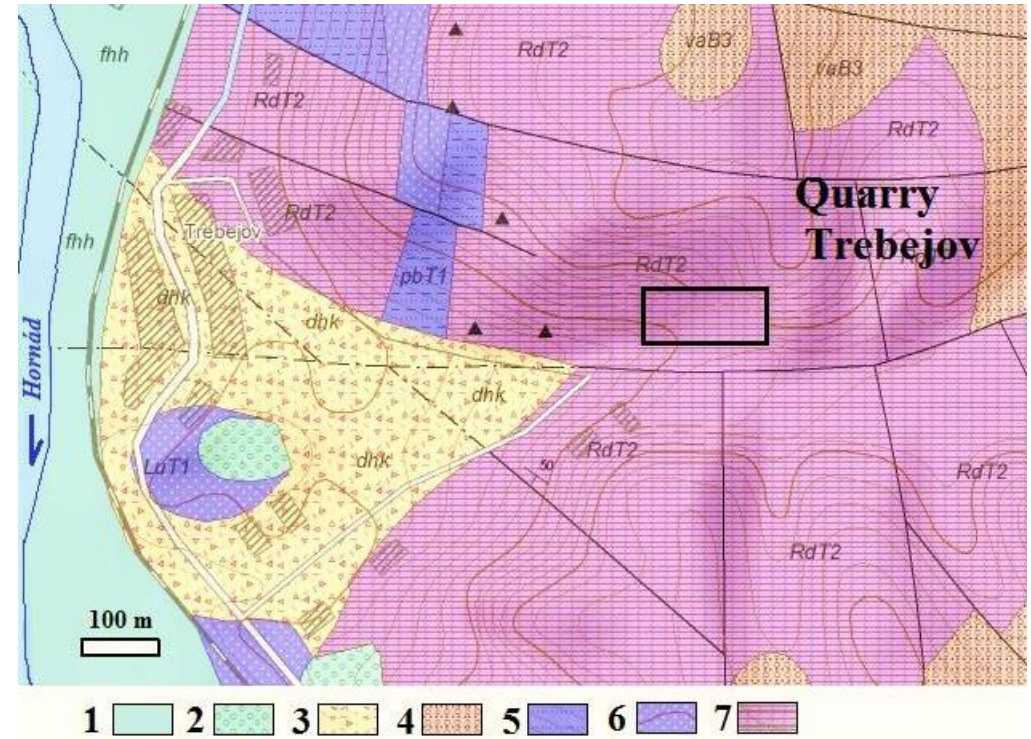 fhh
RdT2
vaB3
vaB3
RdT2
RdT2
Quarry
Trebejov
fhh
RdT2
Trebejov
RdT2
pbT1
dhk
dhk
Hornád
dhk
RdT2
LuT1
dhk
50
RdT2
RdT2
100 m
1
2
3
4
5
6
7